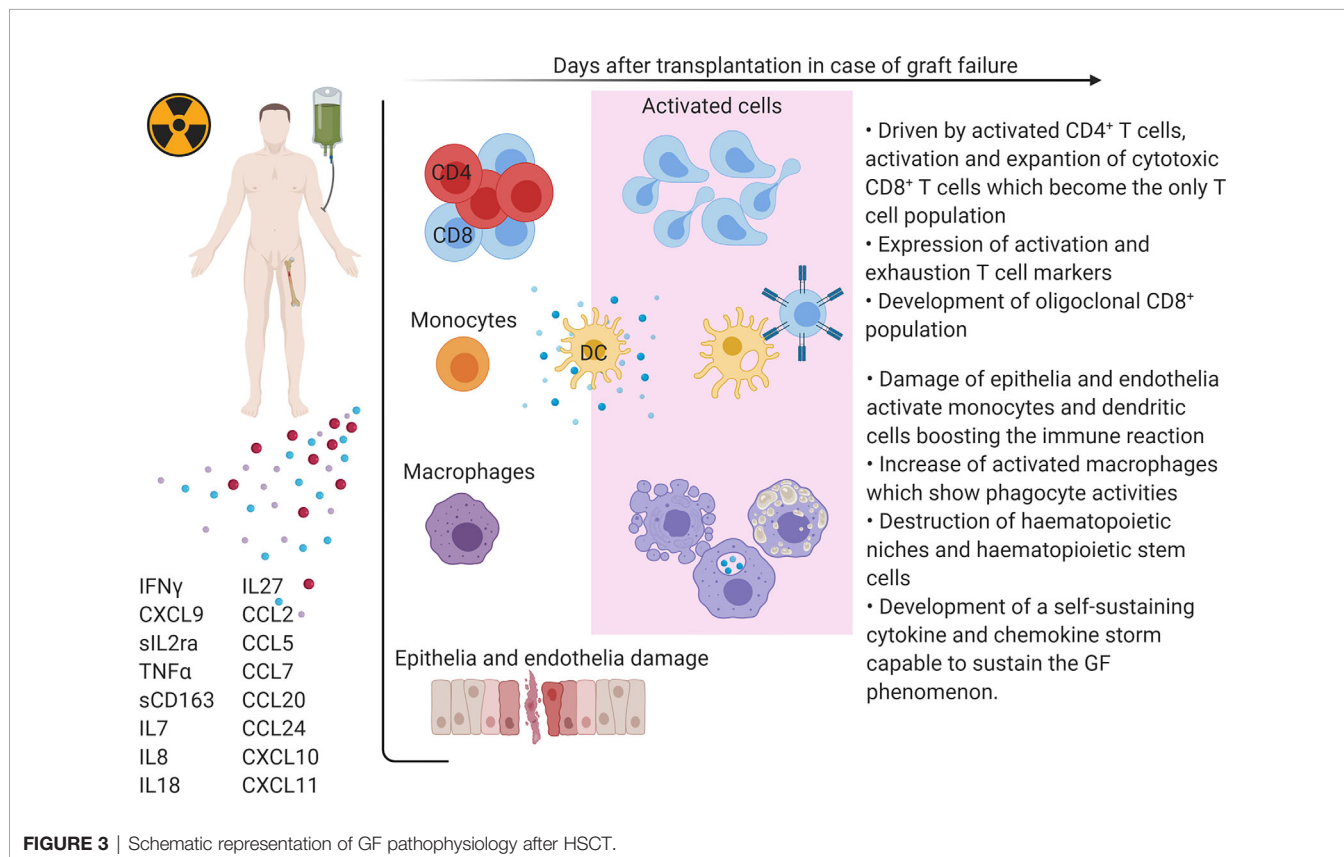 Days after transplantation in case of graft failure
Activated cells
CD4
CD8
Monocytes
DC
Macrophages
Epithelia and endothelia damage
IFNγ
CXCL9
sIL2ra
TNFα
sCD163
IL7
IL8
IL18
IL27
CCL2
CCL5
CCL7
CCL20
CCL24
CXCL10
CXCL11
• Driven by activated CD4⁺ T cells,
activation and expantion of cytotoxic
CD8⁺ T cells which become the only T
cell population
• Expression of activation and
exhaustion T cell markers
• Development of oligoclonal CD8⁺
population
• Damage of epithelia and endothelia
activate monocytes and dendritic
cells boosting the immune reaction
• Increase of activated macrophages
which show phagocyte activities
• Destruction of haematopoietic
niches and haematopioietic stem
cells
• Development of a self-sustaining
cytokine and chemokine storm
capable to sustain the GF
phenomenon.
FIGURE 3 | Schematic representation of GF pathophysiology after HSCT.